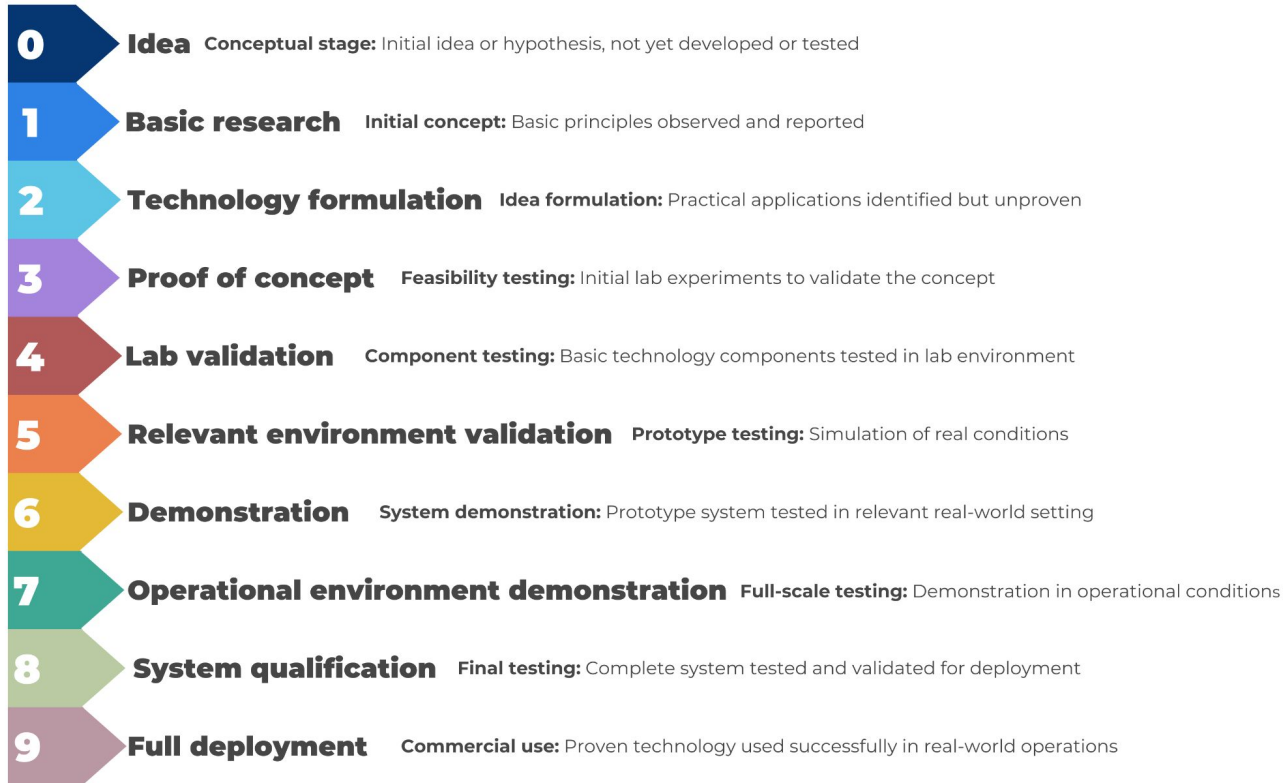 0 Idea Conceptual stage: Initial idea or hypothesis, not yet developed or tested
1 Basic research Initial concept: Basic principles observed and reported
2 Technology formulation Idea formulation: Practical applications identified but unproven
3 Proof of concept Feasibility testing: Initial lab experiments to validate the concept
4 Lab validation Component testing: Basic technology components tested in lab environment
5 Relevant environment validation Prototype testing: Simulation of real conditions
6 Demonstration System demonstration: Prototype system tested in relevant real-world setting
7 Operational environment demonstration Full-scale testing: Demonstration in operational conditions
8 System qualification Final testing: Complete system tested and validated for deployment
9 Full deployment Commercial use: Proven technology used successfully in real-world operations